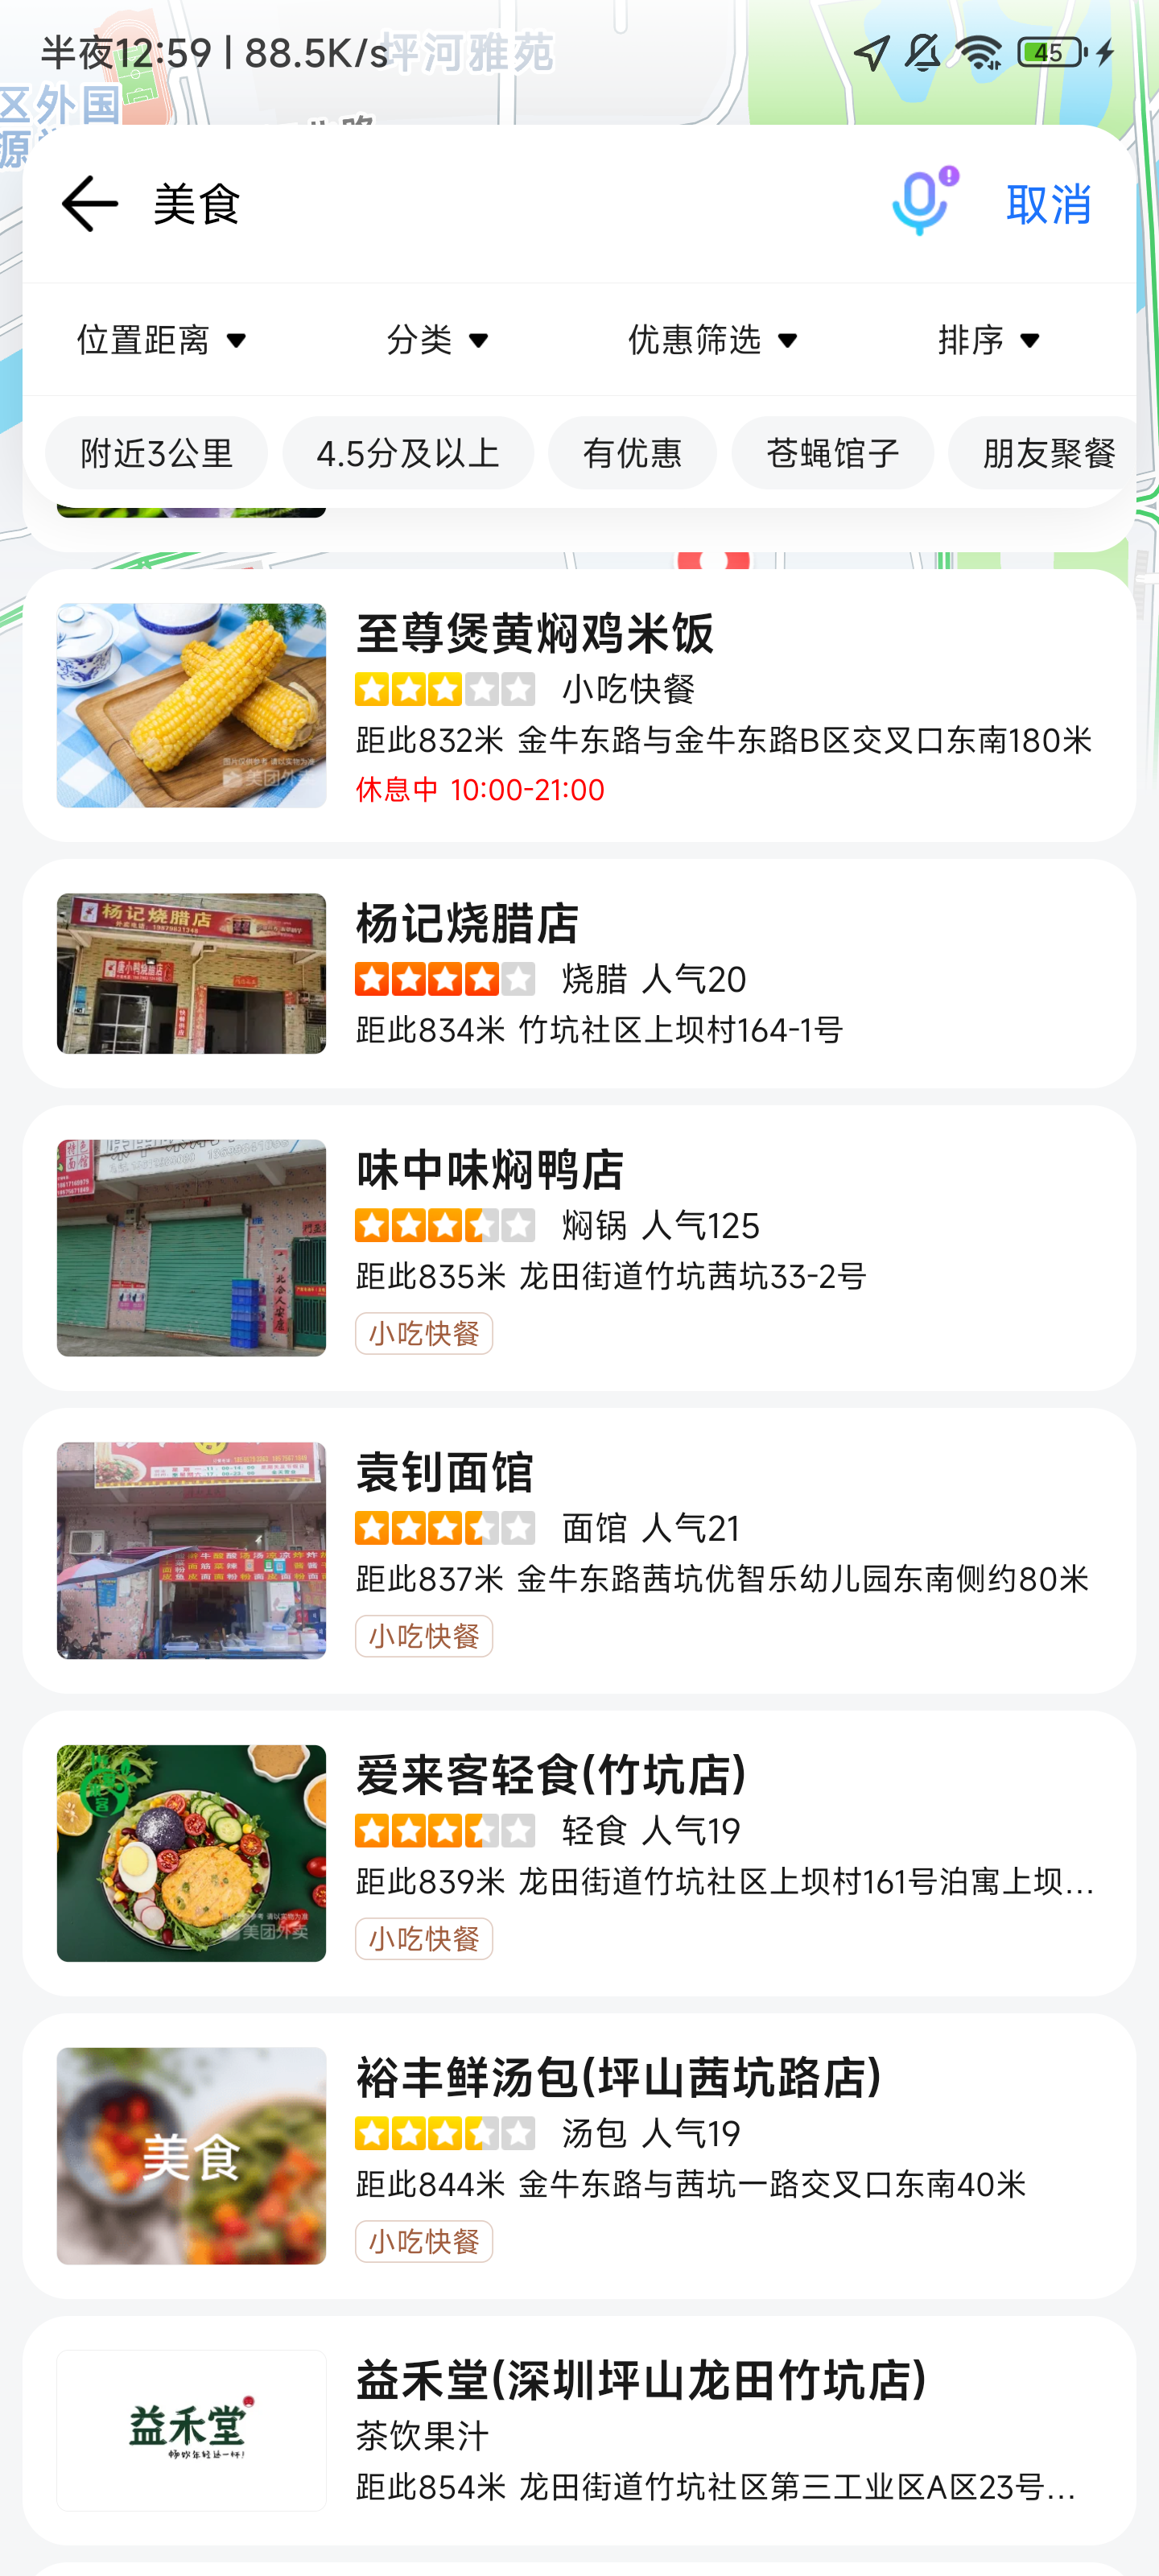 半夜12:59 | 88.5K/s
45
坪河雅苑
区外国
美食
取消
位置距离 分类 优惠筛选 排序
附近3公里 4.5分及以上 有优惠 苍蝇馆子 朋友聚餐
至尊煲黄焖鸡米饭
小吃快餐
距此832米 金牛东路与金牛东路B区交叉口东南180米
休息中 10:00-21:00
美团外卖
杨记烧腊店
杨记烧腊店
烧腊 人气20
距此834米 竹坑社区上坝村164-1号
味中味焖鸭店
焖锅 人气125
距此835米 龙田街道竹坑茜坑33-2号
小吃快餐
袁钊面馆
面馆 人气21
距此837米 金牛东路茜坑优智乐幼儿园东南侧约80米
小吃快餐
爱来客轻食(竹坑店)
轻食 人气19
距此839米 龙田街道竹坑社区上坝村161号泊寓上坝...
小吃快餐
美团外卖
裕丰鲜汤包(坪山茜坑路店)
美食
汤包 人气19
距此844米 金牛东路与茜坑一路交叉口东南40米
小吃快餐
益禾堂(深圳坪山龙田竹坑店)
益禾堂
茶饮果汁
距此854米 龙田街道竹坑社区第三工业区A区23号...